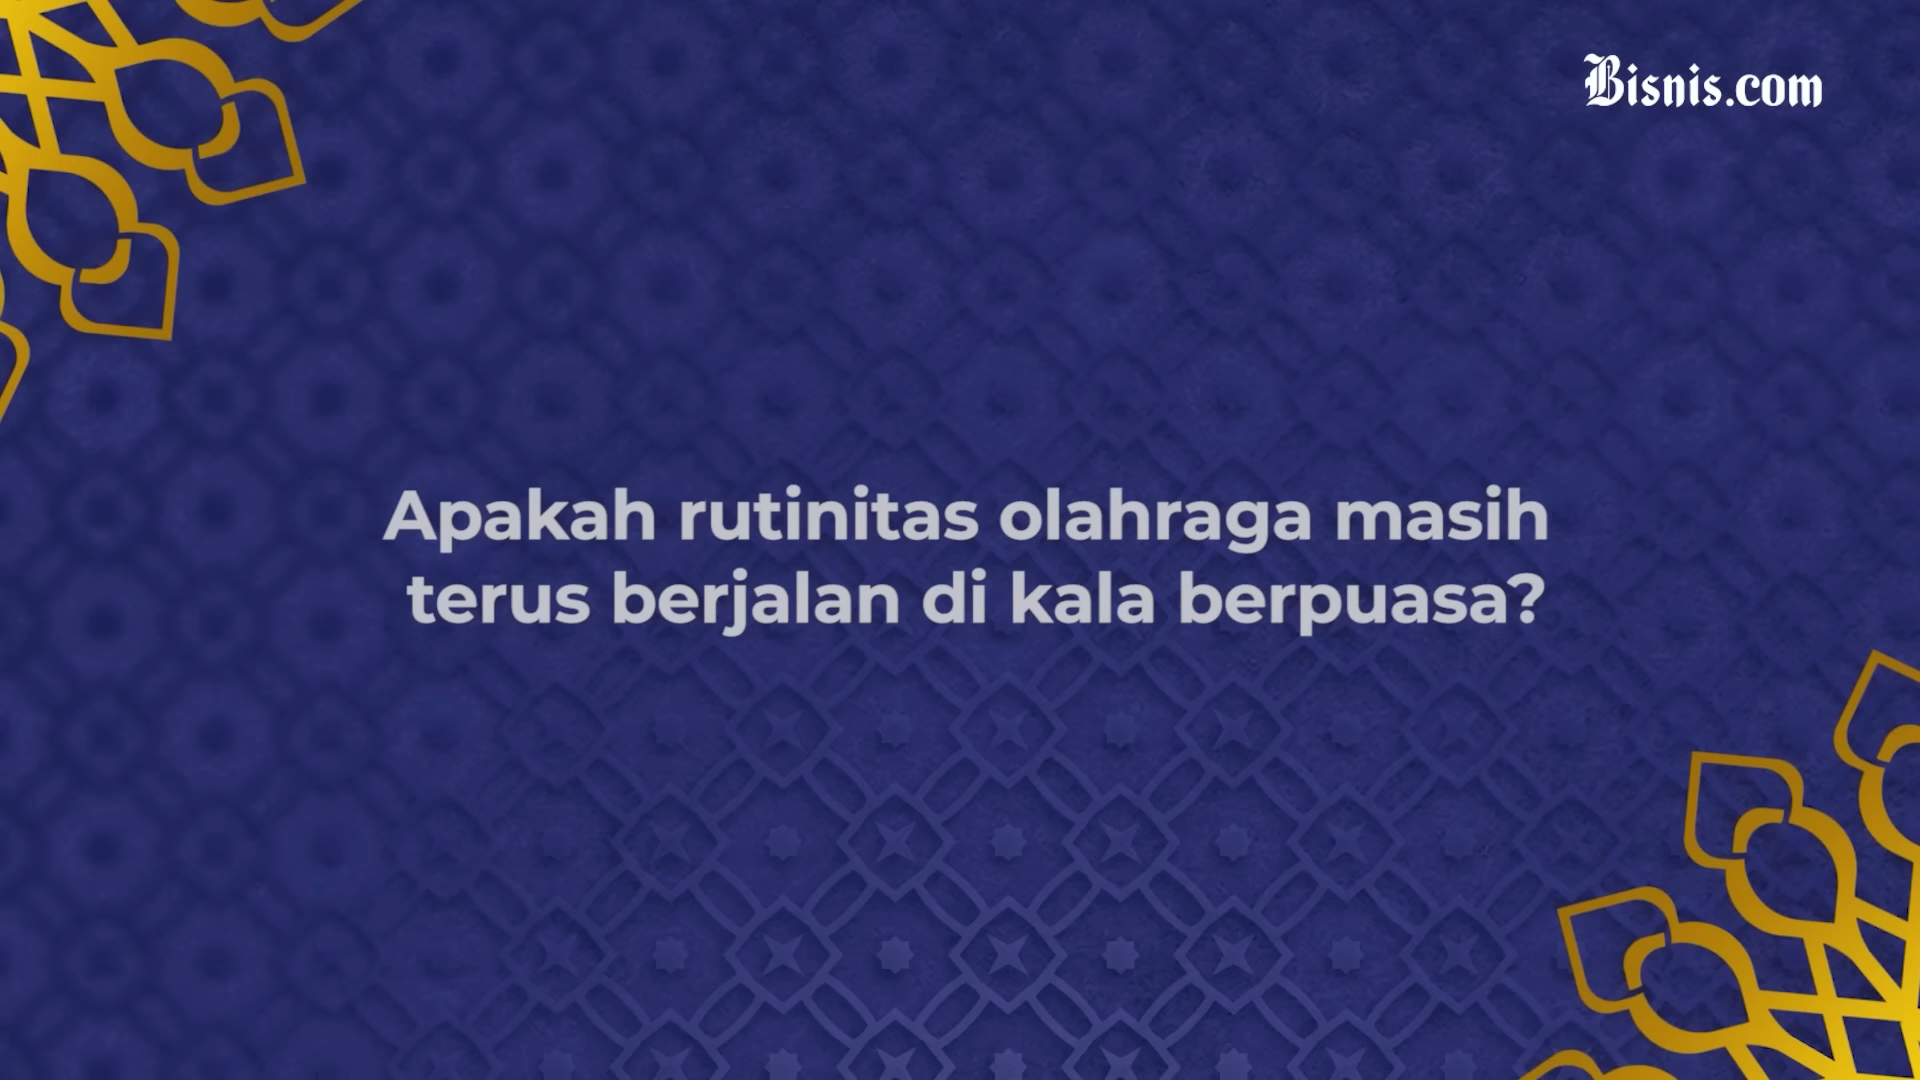 Bisnis.com
Apakah rutinitas olahraga masih
terus berjalan di kala berpuasa?